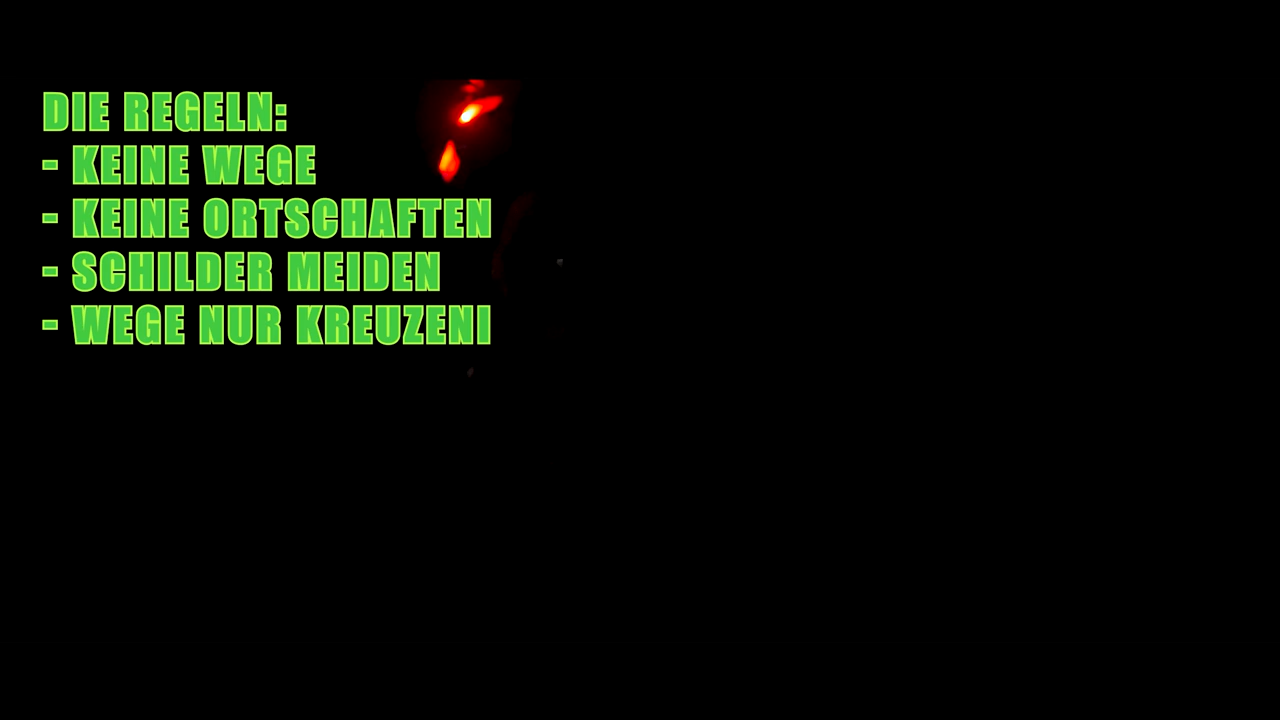 DIE REGELN:
- KEINE WEGE
- KEINE ORTSCHAFTEN
- SCHILDER MEIDEN
- WEGE NUR KREUZEN!